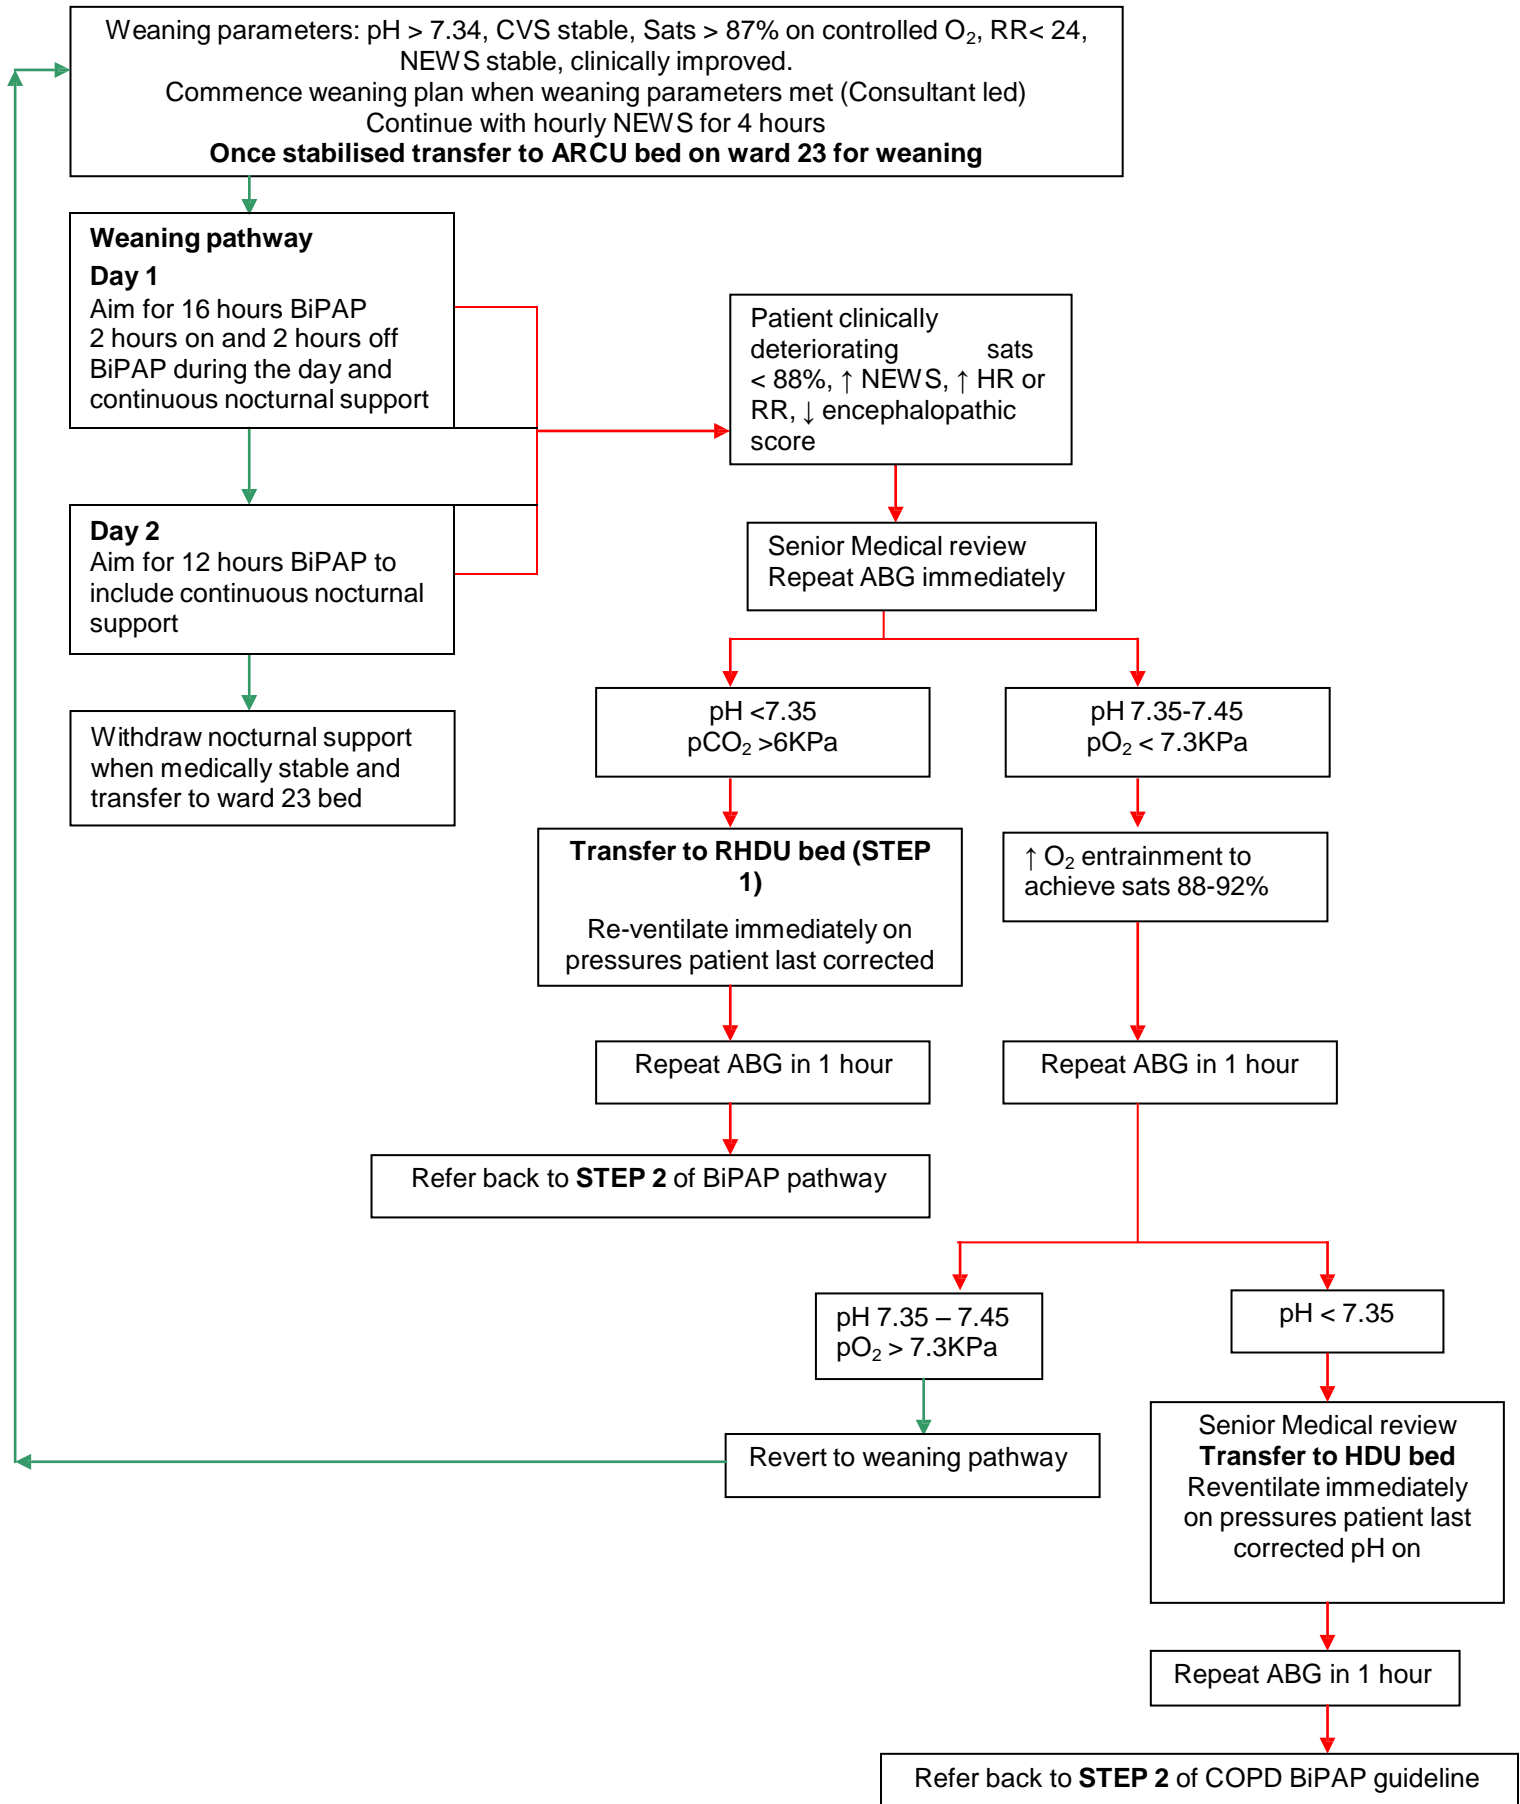 Weaning parameters: pH > 7.34, CVS stable, Sats > 87% on controlled O₂, RR< 24,
NEWS stable, clinically improved.
Commence weaning plan when weaning parameters met (Consultant led)
Continue with hourly NEWS for 4 hours
Once stabilised transfer to ARCU bed on ward 23 for weaning
Weaning pathway
Day 1
Aim for 16 hours BiPAP
2 hours on and 2 hours off
BiPAP during the day and
continuous nocturnal support
Patient clinically
deteriorating sats
< 88%, ↑ NEWS, ↑ HR or
RR, ↓ encephalopathic
score
Day 2
Aim for 12 hours BiPAP to
include continuous nocturnal
support
Senior Medical review
Repeat ABG immediately
Withdraw nocturnal support
when medically stable and
transfer to ward 23 bed
pH <7.35
pCO₂ >6KPa
pH 7.35-7.45
pO₂ < 7.3KPa
Transfer to RHDU bed (STEP
1)
Re-ventilate immediately on
pressures patient last corrected
↑ O₂ entrainment to
achieve sats 88-92%
Repeat ABG in 1 hour
Repeat ABG in 1 hour
Refer back to STEP 2 of BiPAP pathway
pH 7.35 – 7.45
pO₂ > 7.3KPa
pH < 7.35
Revert to weaning pathway
Senior Medical review
Transfer to HDU bed
Reventilate immediately
on pressures patient last
corrected pH on
Repeat ABG in 1 hour
Refer back to STEP 2 of COPD BiPAP guideline